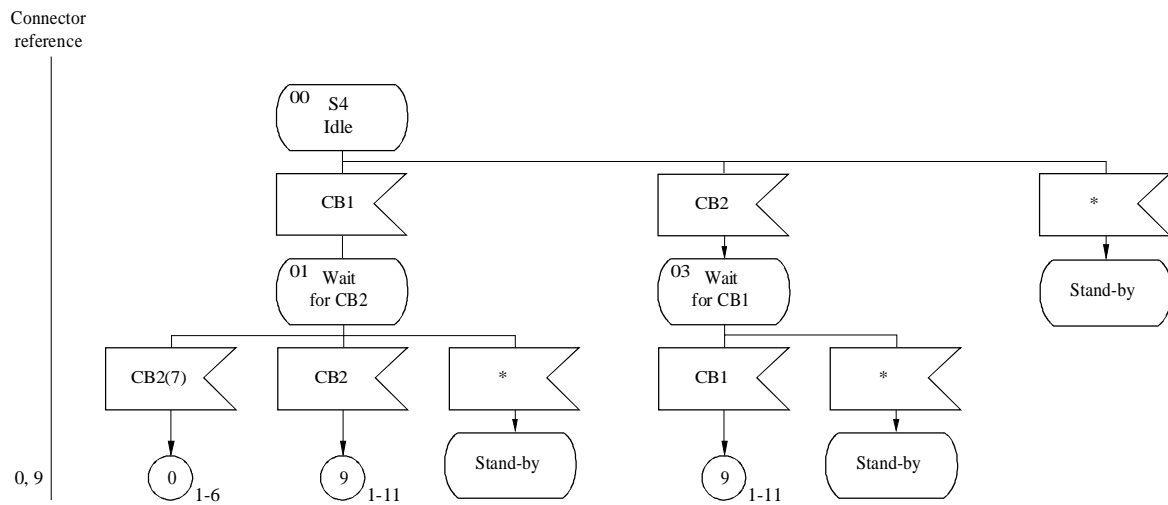 Connector
reference
00 S4
Idle
CB1
CB2
*
01 Wait
for CB2
03 Wait
for CB1
Stand-by
CB2(7)
CB2
*
CB1
*
Stand-by
Stand-by
0, 9
0
1-6
9
1-11
9
1-11